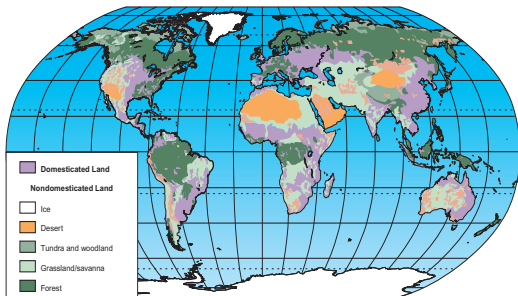 Domesticated Land
Nondomesticated Land
Ice
Desert
Tundra and woodland
Grassland/savanna
Forest